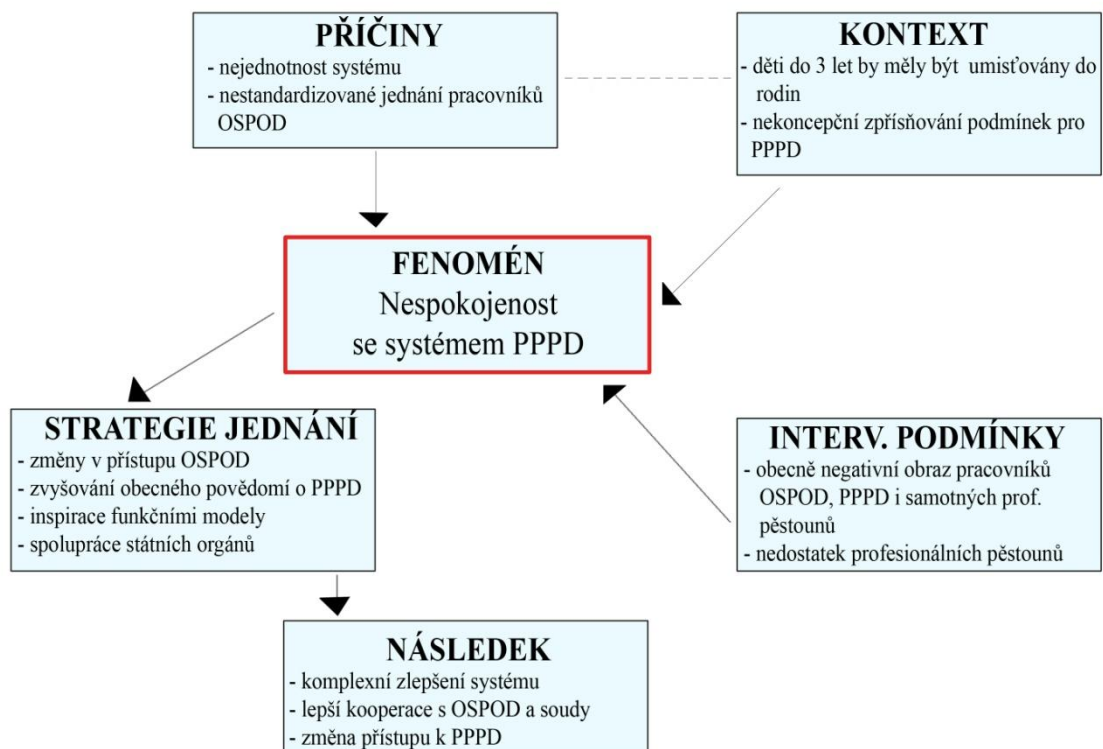 PŘÍČINY
- nejednotnost systému
- nestandardizované jednání pracovníků
OSPOD
KONTEXT
- děti do 3 let by měly být umisťovány do
rodin
- nekoncepční zpřísňování podmínek pro
PPPD
FENOMÉN
Nespokojenost
se systémem PPPD
STRATEGIE JEDNÁNÍ
- změny v přístupu OSPOD
- zvyšování obecného povědomí o PPPD
- inspirace funkčními modely
- spolupráce státních orgánů
INTERV. PODMÍNKY
- obecně negativní obraz pracovníků
OSPOD, PPPD i samotných prof.
pěstounů
- nedostatek profesionálních pěstounů
NÁSLEDEK
- komplexní zlepšení systému
- lepší kooperace s OSPOD a soudy
- změna přístupu k PPPD